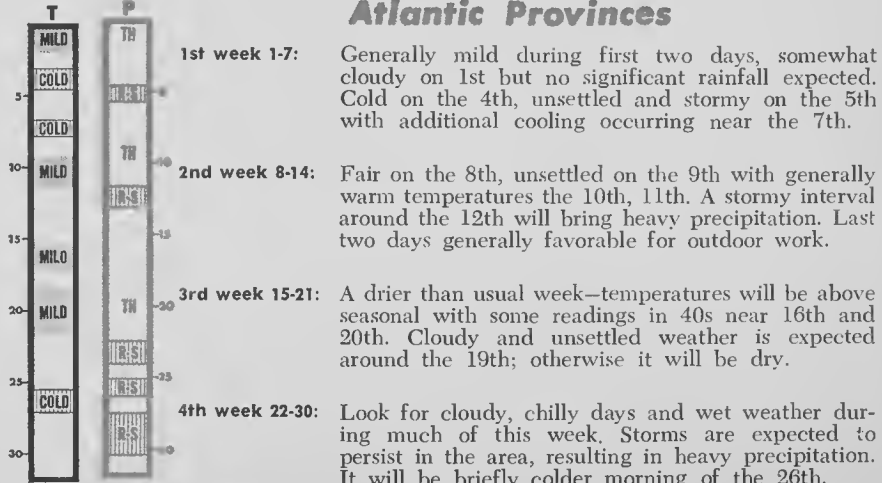 Atlantic Provinces
T
MILD
COLD
5
COLD
10
MILD
15
MILD
20
MILD
25
COLD
30
P
TH
5
TH
10
R-S
15
TH
20
R-S
25
R-S
R-S
30
1st week 1-7: Generally mild during first two days, somewhat
cloudy on 1st but no significant rainfall expected.
Cold on the 4th, unsettled and stormy on the 5th
with additional cooling occurring near the 7th.
2nd week 8-14: Fair on the 8th, unsettled on the 9th with generally
warm temperatures the 10th, 11th. A stormy interval
around the 12th will bring heavy precipitation. Last
two days generally favorable for outdoor work.
3rd week 15-21: A drier than usual week—temperatures will be above
seasonal with some readings in 40s near 16th and
20th. Cloudy and unsettled weather is expected
around the 19th; otherwise it will be dry.
4th week 22-30: Look for cloudy, chilly days and wet weather dur-
ing much of this week. Storms are expected to
persist in the area, resulting in heavy precipitation.
It will be briefly colder morning of the 26th.